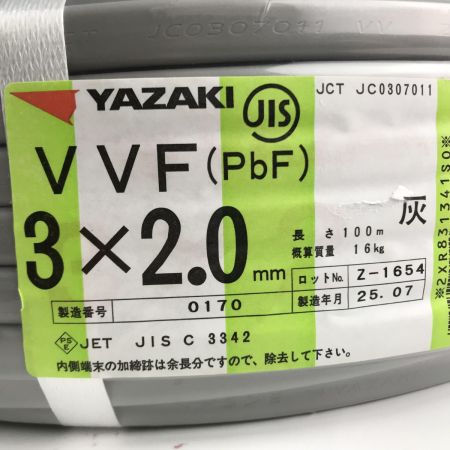 JET JC0307011 VV
YAZAKI JIS JCT JC0307011
VVF(PbF)
灰
3×2.0mm
長さ 100m
概算質量 16kg
ロットNo. Z-1654
製造番号 0170
製造年月 25.07
PSE JET JIS C 3342
内側端末の加締跡は余長分ですので、除去して下さい。
※2XR831341S0※